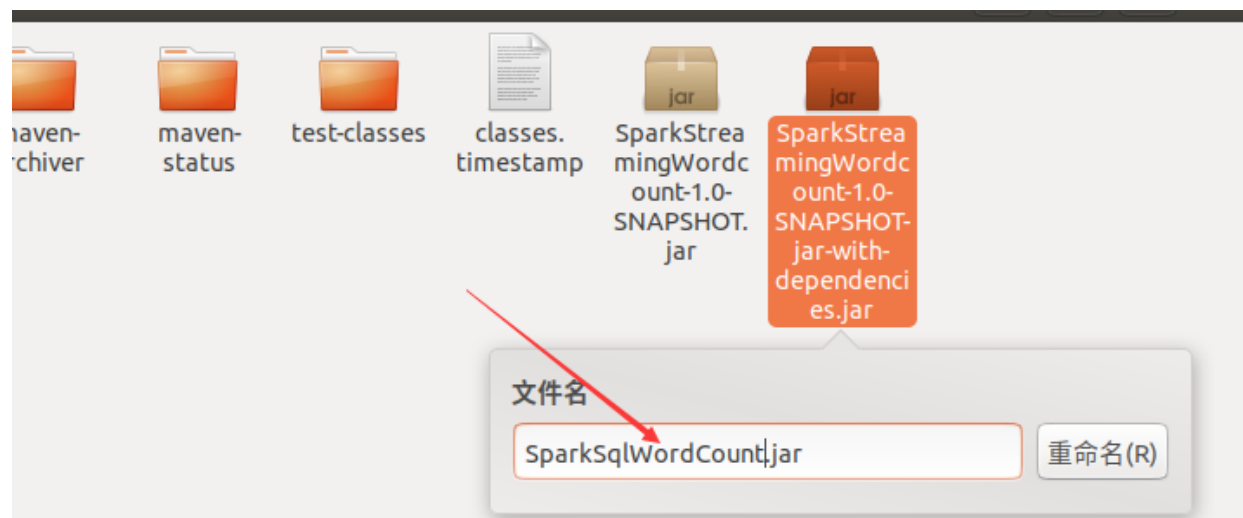 jar
jar
maven-
maven-
test-classes
classes.
SparkStrea
SparkStrea
rchiver
status
timestamp
mingWordc
mingWordc
ount-1.0-
ount-1.0-
SNAPSHOT.
SNAPSHOT-
jar
jar-with-
dependenci
es.jar
文件名
SparkSqlWordCount.jar
重命名(R)